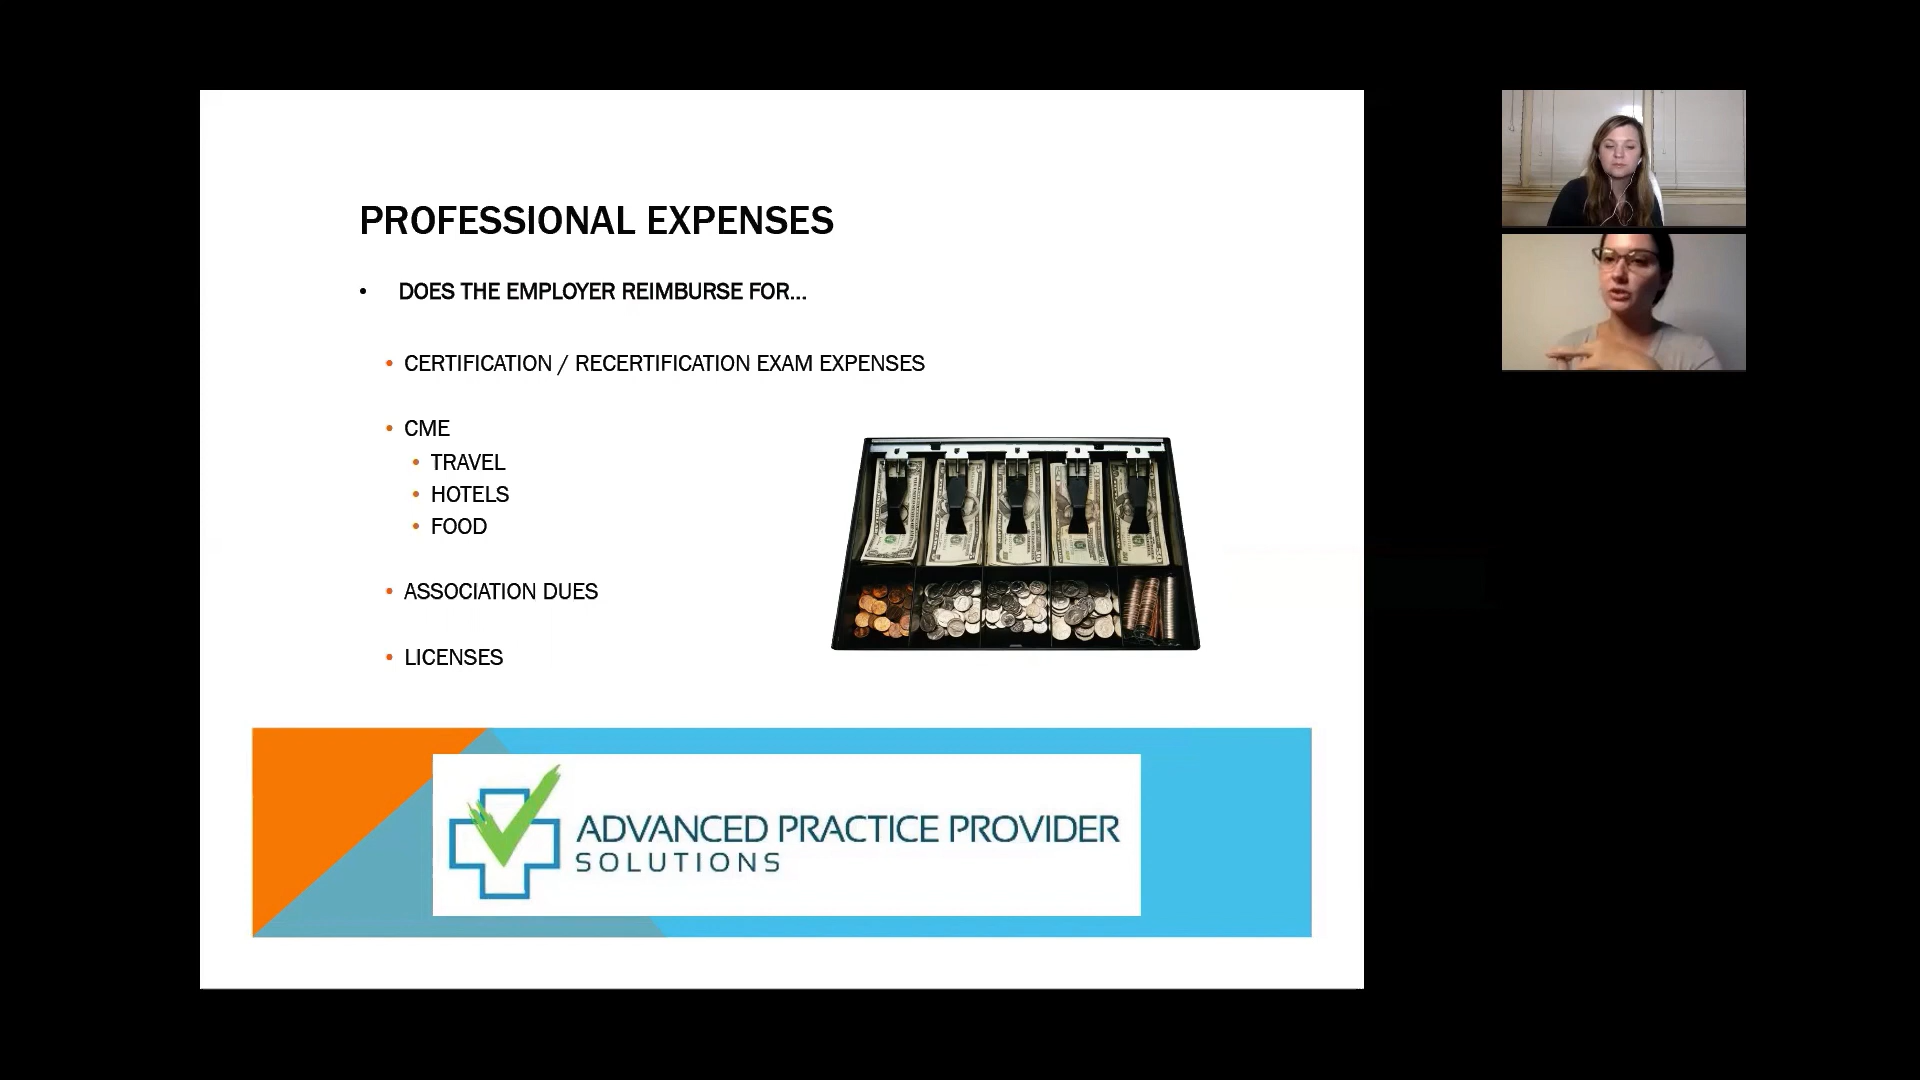 PROFESSIONAL EXPENSES
• DOES THE EMPLOYER REIMBURSE FOR...
• CERTIFICATION / RECERTIFICATION EXAM EXPENSES
• CME
• TRAVEL
• HOTELS
• FOOD
• ASSOCIATION DUES
• LICENSES
ADVANCED PRACTICE PROVIDER
SOLUTIONS